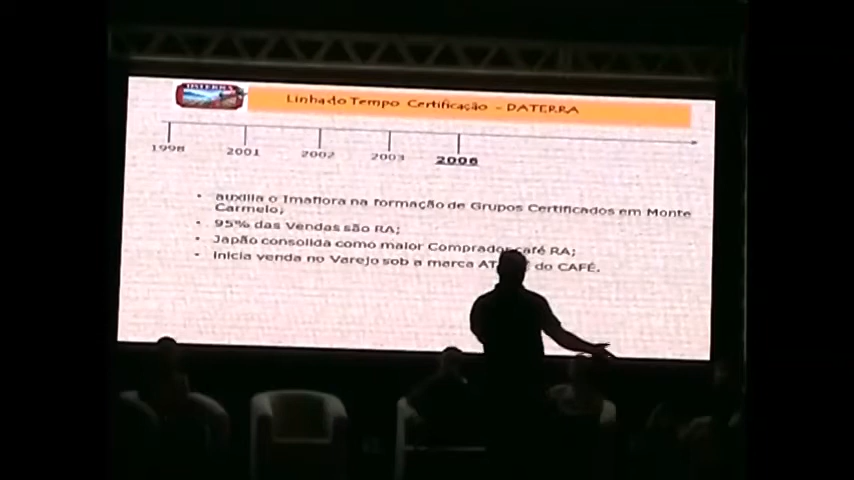 DATERRA
Linha do Tempo Certificação - DATERRA
1998 2001 2002 2003 2006
• auxilia o Imaflora na formação de Grupos Certificados em Monte
Carmelo;
• 95% das Vendas são RA;
• Japão consolida como maior Comprador café RA;
• Inicia venda no Varejo sob a marca do CAFÉ.